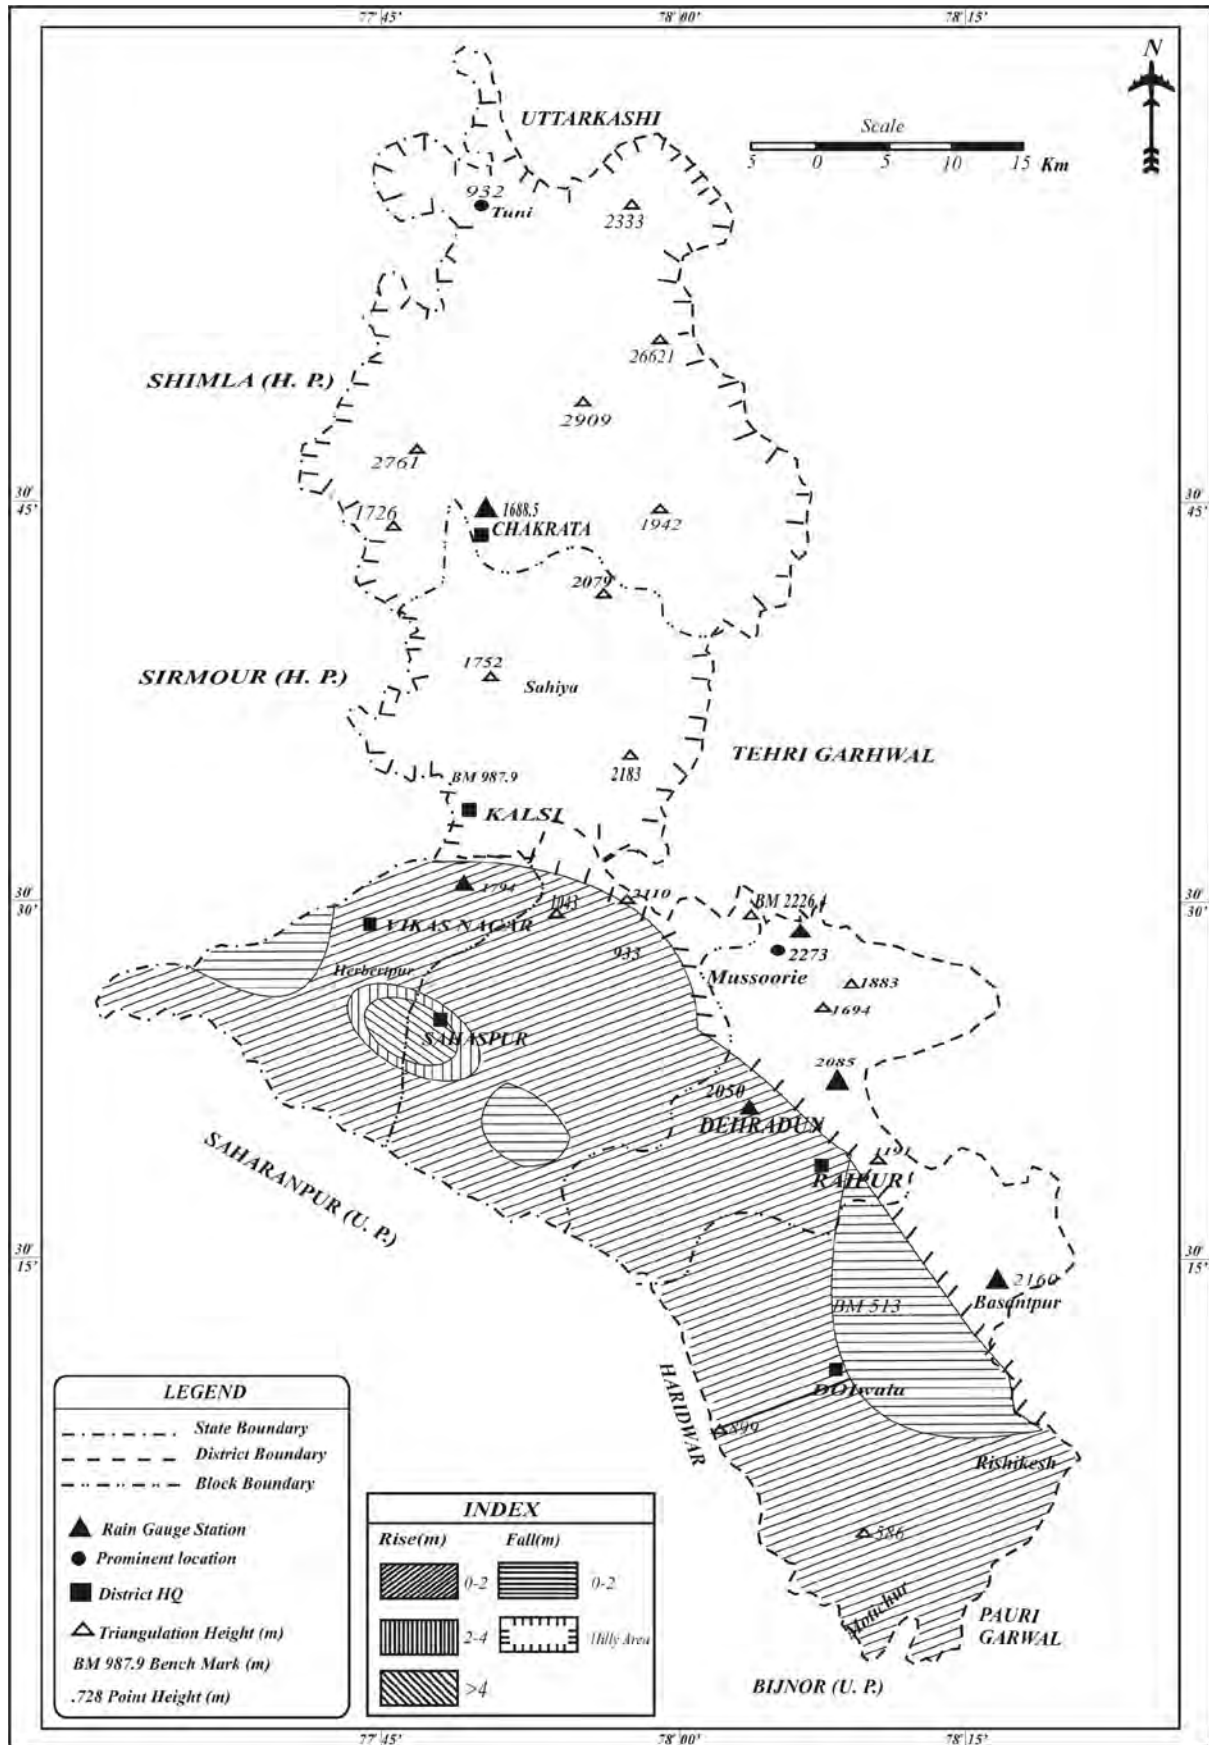 77° 45'
78° 00'
78° 15'
N
UTTARKASHI
Scale
5 0 5 10 15 Km
932
Tuni
2333
26621
SHIMLA (H. P.)
2909
2761
30°
45'
30°
45'
1726
1688.5
CHAKRATA
1942
2079
1752
Sahiya
SIRMOUR (H. P.)
TEHRI GARHWAL
2183
BM 987.9
KALSI
30°
30'
30°
30'
1794
1043
2110
BM 2226.4
VIKAS NAGAR
933
2273
Mussoorie
Herbertpur
1883
1694
SAHASPUR
2085
2050
DEHRADUN
SAHARANPUR (U. P.)
1191
RAIPUR
30°
15'
30°
15'
2160
Basantpur
BM 513
HARIDWAR
DOIwala
899
Rishikesh
586
Motichur
PAURI
GARWAL
BIJNOR (U. P.)
LEGEND
State Boundary
District Boundary
Block Boundary
Rain Gauge Station
Prominent location
District HQ
Triangulation Height (m)
BM 987.9 Bench Mark (m)
.728 Point Height (m)
INDEX
Rise(m) Fall(m)
0-2 0-2
2-4 Hilly Area
>4
77° 45'
78° 00'
78° 15'